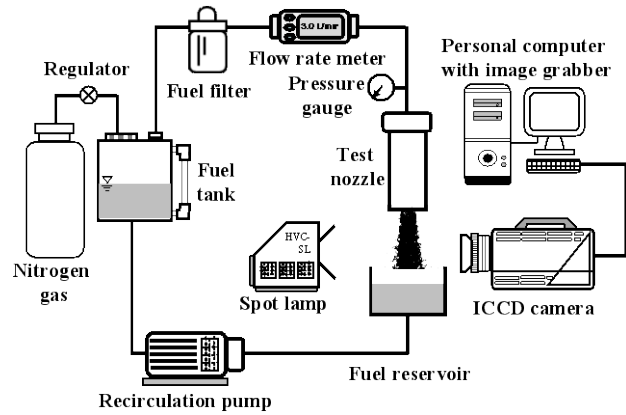 3.0 L/min
Flow rate meter
Personal computer
with image grabber
Regulator
Fuel filter
Pressure
gauge
Test
nozzle
Fuel
tank
HVC-
SL
Nitrogen
gas
Spot lamp
ICCD camera
Fuel reservoir
Recirculation pump